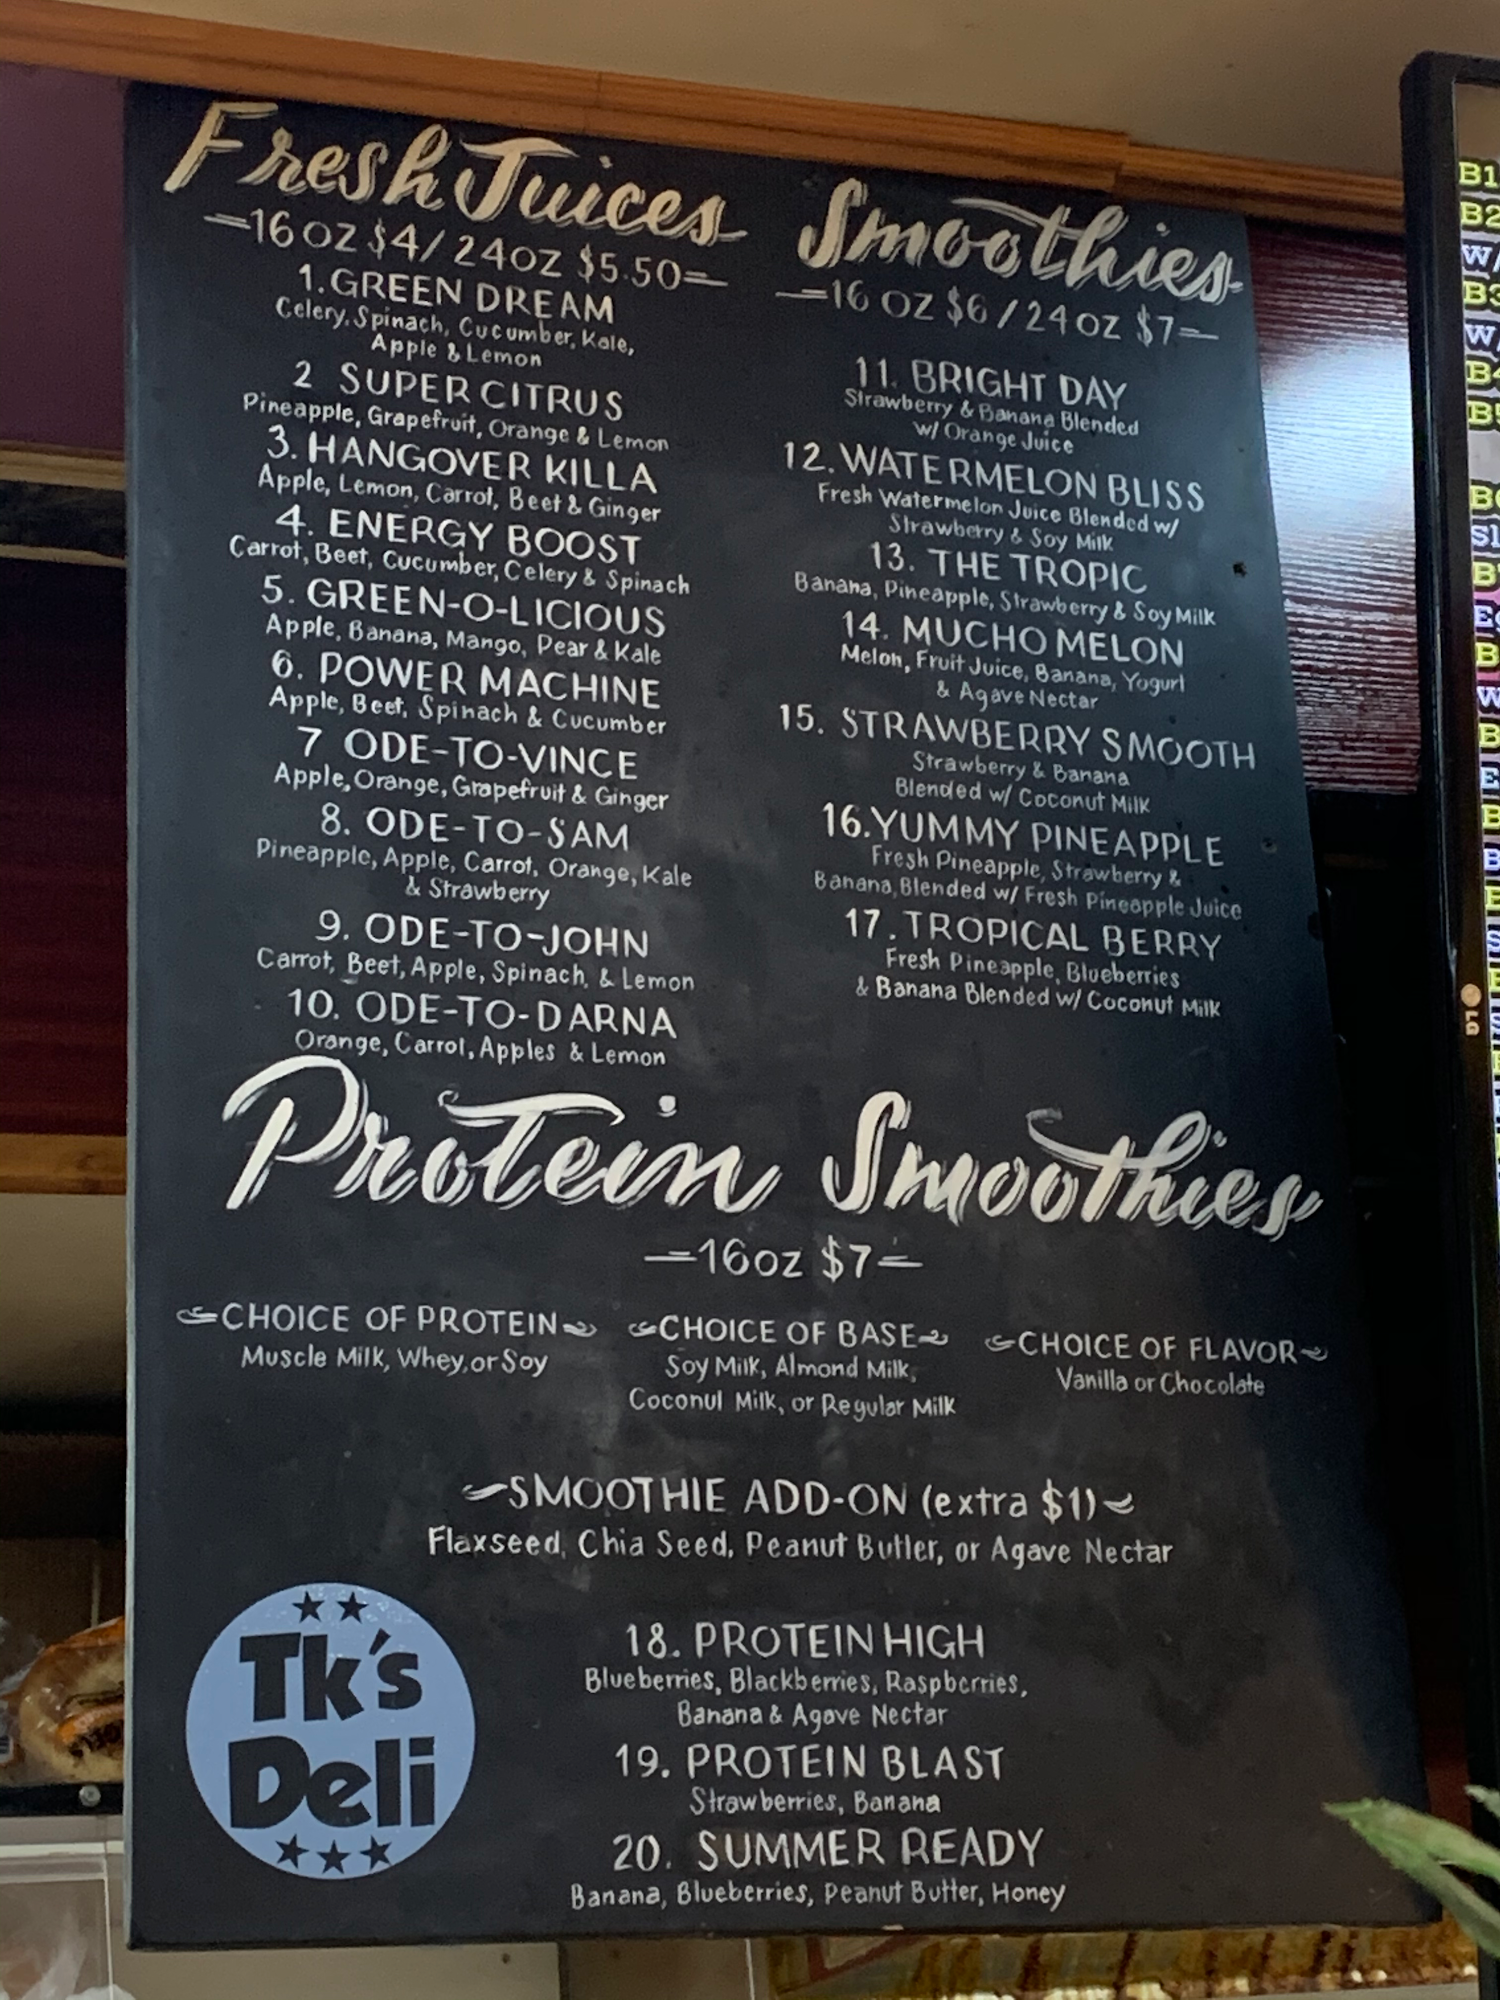 Fresh Juices
16 OZ $4/24OZ $5.50
1. GREEN DREAM
Celery, Spinach, Cucumber, Kale,
Apple & Lemon
2 SUPER CITRUS
Pineapple, Grapefruit, Orange & Lemon
3. HANGOVER KILLA
Apple, Lemon, Carrot, Beet & Ginger
4. ENERGY BOOST
Carrot, Beet, Cucumber, Celery & Spinach
5. GREEN-O-LICIOUS
Apple, Banana, Mango, Pear & Kale
6. POWER MACHINE
Apple, Beet, Spinach & Cucumber
7 ODE-TO-VINCE
Apple, Orange, Grapefruit & Ginger
8. ODE-TO-SAM
Pineapple, Apple, Carrot, Orange, Kale
& Strawberry
9. ODE-TO-JOHN
Carrot, Beet, Apple, Spinach, & Lemon
10. ODE-TO-DARNA
Orange, Carrot, Apples & Lemon
Smoothies
16 OZ $6/24 OZ $7
11. BRIGHT DAY
Strawberry & Banana Blended
w/ Orange Juice
12. WATERMELON BLISS
Fresh Watermelon Juice Blended w/
Strawberry & Soy Milk
13. THE TROPIC
Banana, Pineapple, Strawberry & Soy Milk
14. MUCHO MELON
Melon, Fruit Juice, Banana, Yogurt
& Agave Nectar
15. STRAWBERRY SMOOTH
Strawberry & Banana
Blended w/ Coconut Milk
16. YUMMY PINEAPPLE
Fresh Pineapple, Strawberry &
Banana, Blended w/ Fresh Pineapple Juice
17. TROPICAL BERRY
Fresh Pineapple, Blueberries
& Banana Blended w/ Coconut Milk
Protein Smoothies
16oz $7
CHOICE OF PROTEIN
Muscle Milk, Whey, or Soy
CHOICE OF BASE
Soy Milk, Almond Milk,
Coconut Milk, or Regular Milk
CHOICE OF FLAVOR
Vanilla or Chocolate
SMOOTHIE ADD-ON (extra $1)
Flaxseed, Chia Seed, Peanut Butter, or Agave Nectar
Tk's
Deli
18. PROTEIN HIGH
Blueberries, Blackberries, Raspberries,
Banana & Agave Nectar
19. PROTEIN BLAST
Strawberries, Banana
20. SUMMER READY
Banana, Blueberries, Peanut Butter, Honey
LG
B1
B2
W/
B3
W/